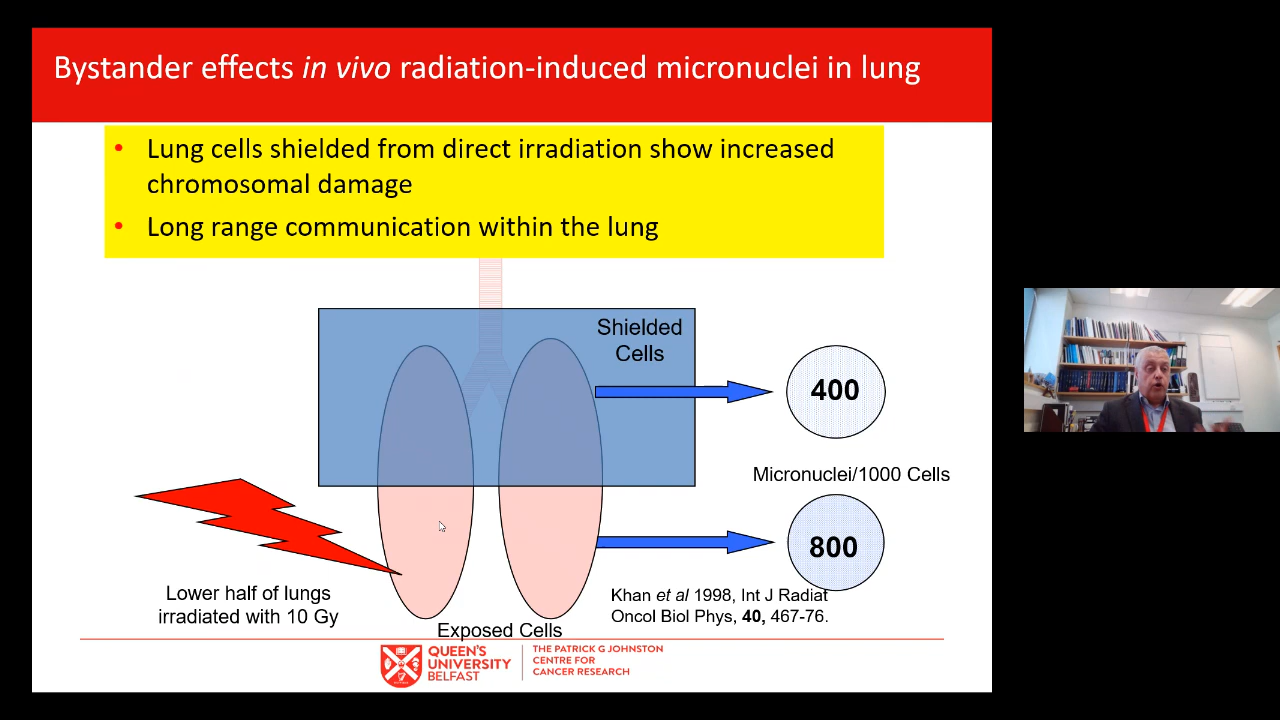 Bystander effects in vivo radiation-induced micronuclei in lung
• Lung cells shielded from direct irradiation show increased
chromosomal damage
• Long range communication within the lung
Shielded
Cells
400
Micronuclei/1000 Cells
800
Lower half of lungs
irradiated with 10 Gy
Exposed Cells
Khan et al 1998, Int J Radiat
Oncol Biol Phys, 40, 467-76.
QUEEN'S
UNIVERSITY
BELFAST
THE PATRICK G JOHNSTON
CENTRE FOR
CANCER RESEARCH